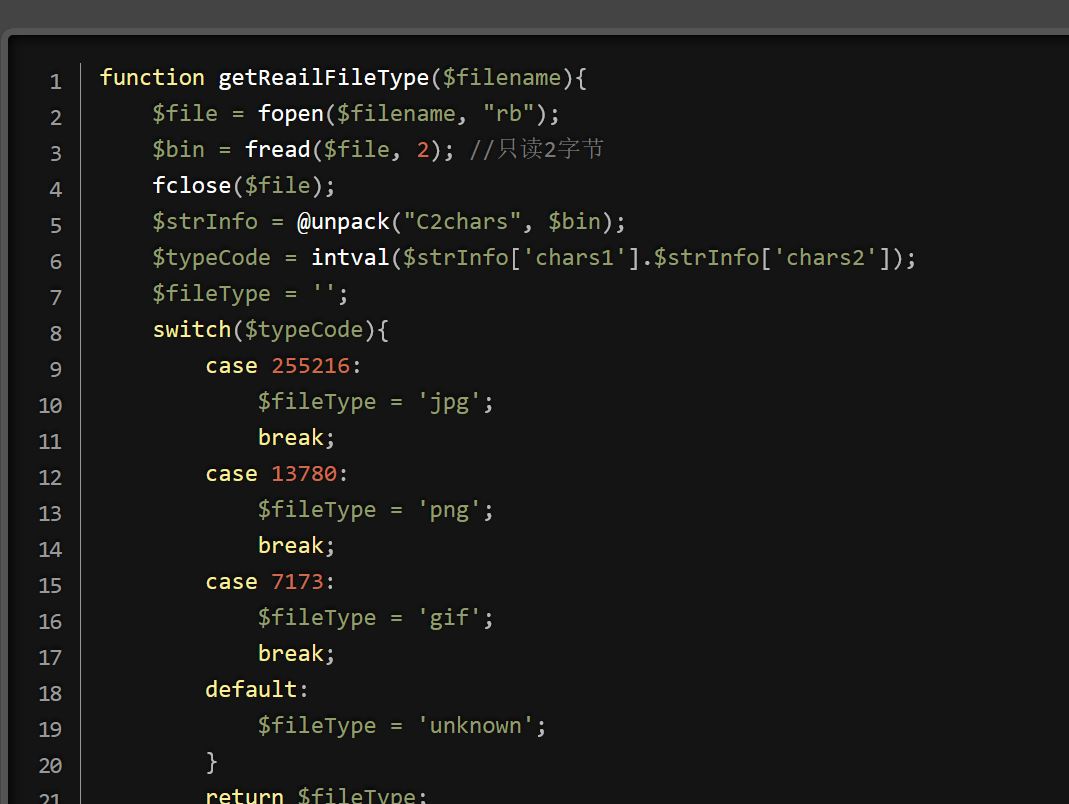 1 function getReailFileType($filename){
2 $file = fopen($filename, "rb");
3 $bin = fread($file, 2); //只读2字节
4 fclose($file);
5 $strInfo = @unpack("C2chars", $bin);
6 $typeCode = intval($strInfo['chars1'].$strInfo['chars2']);
7 $fileType = '';
8 switch($typeCode){
9 case 255216:
10 $fileType = 'jpg';
11 break;
12 case 13780:
13 $fileType = 'png';
14 break;
15 case 7173:
16 $fileType = 'gif';
17 break;
18 default:
19 $fileType = 'unknown';
20 }
21 return $fileType;